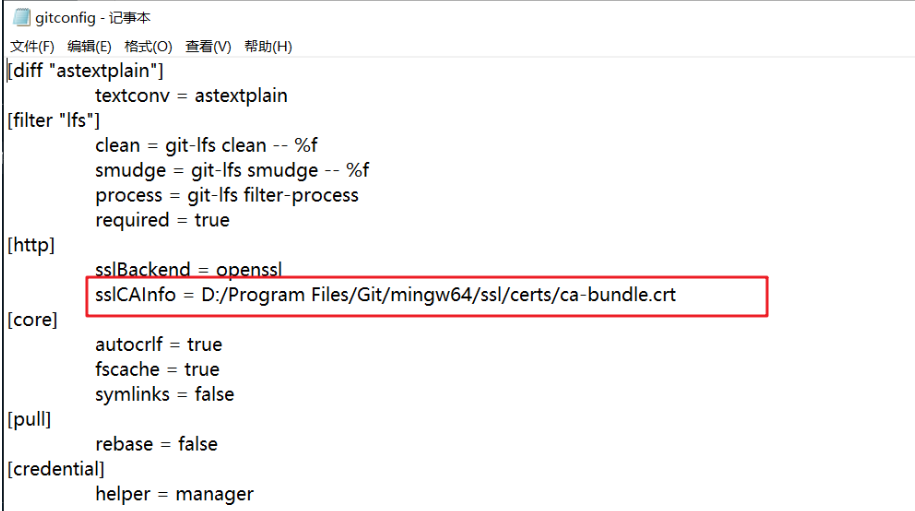 gitconfig - 记事本
文件(F) 编辑(E) 格式(O) 查看(V) 帮助(H)
[diff "astextplain"]
textconv = astextplain
[filter "lfs"]
clean = git-lfs clean -- %f
smudge = git-lfs smudge -- %f
process = git-lfs filter-process
required = true
[http]
sslBackend = openssl
sslCAInfo = D:/Program Files/Git/mingw64/ssl/certs/ca-bundle.crt
[core]
autocrlf = true
fscache = true
symlinks = false
[pull]
rebase = false
[credential]
helper = manager